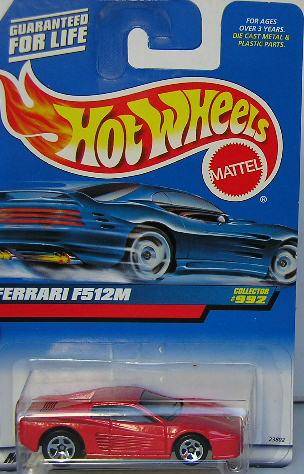 GUARANTEED
FOR LIFE
FOR AGES
OVER 3 YEARS.
DIE CAST METAL &
PLASTIC PARTS.
HOT WHEELS
MATTEL
®
FERRARI F512M
COLLECTOR
#992
23802